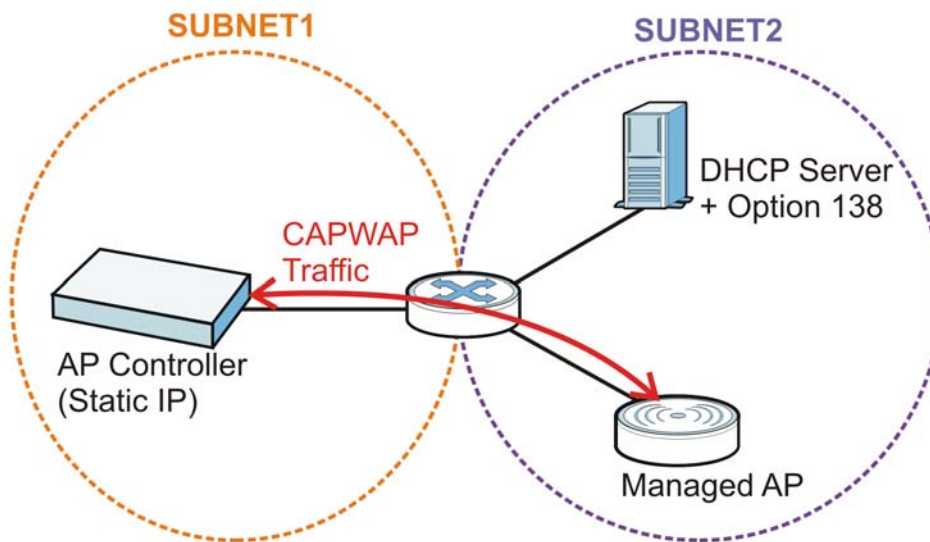 SUBNET1
SUBNET2
DHCP Server
+ Option 138
CAPWAP
Traffic
AP Controller
(Static IP)
Managed AP